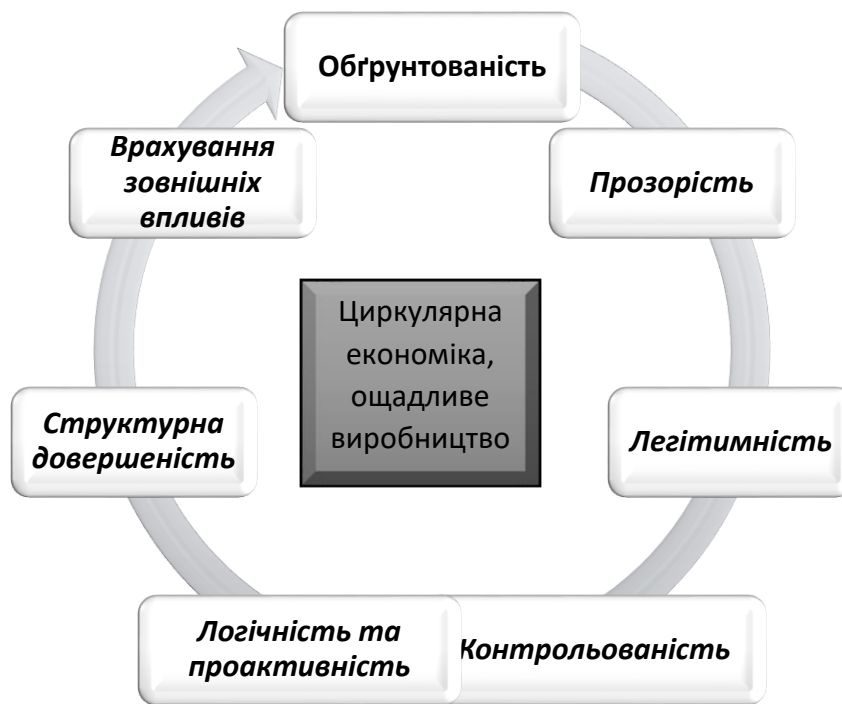 Обґрунтованість
Прозорість
Легітимність
Контрольованість
Логічність та
проактивність
Структурна
довершеність
Врахування
зовнішніх
впливів
Циркулярна
економіка,
ощадливе
виробництво